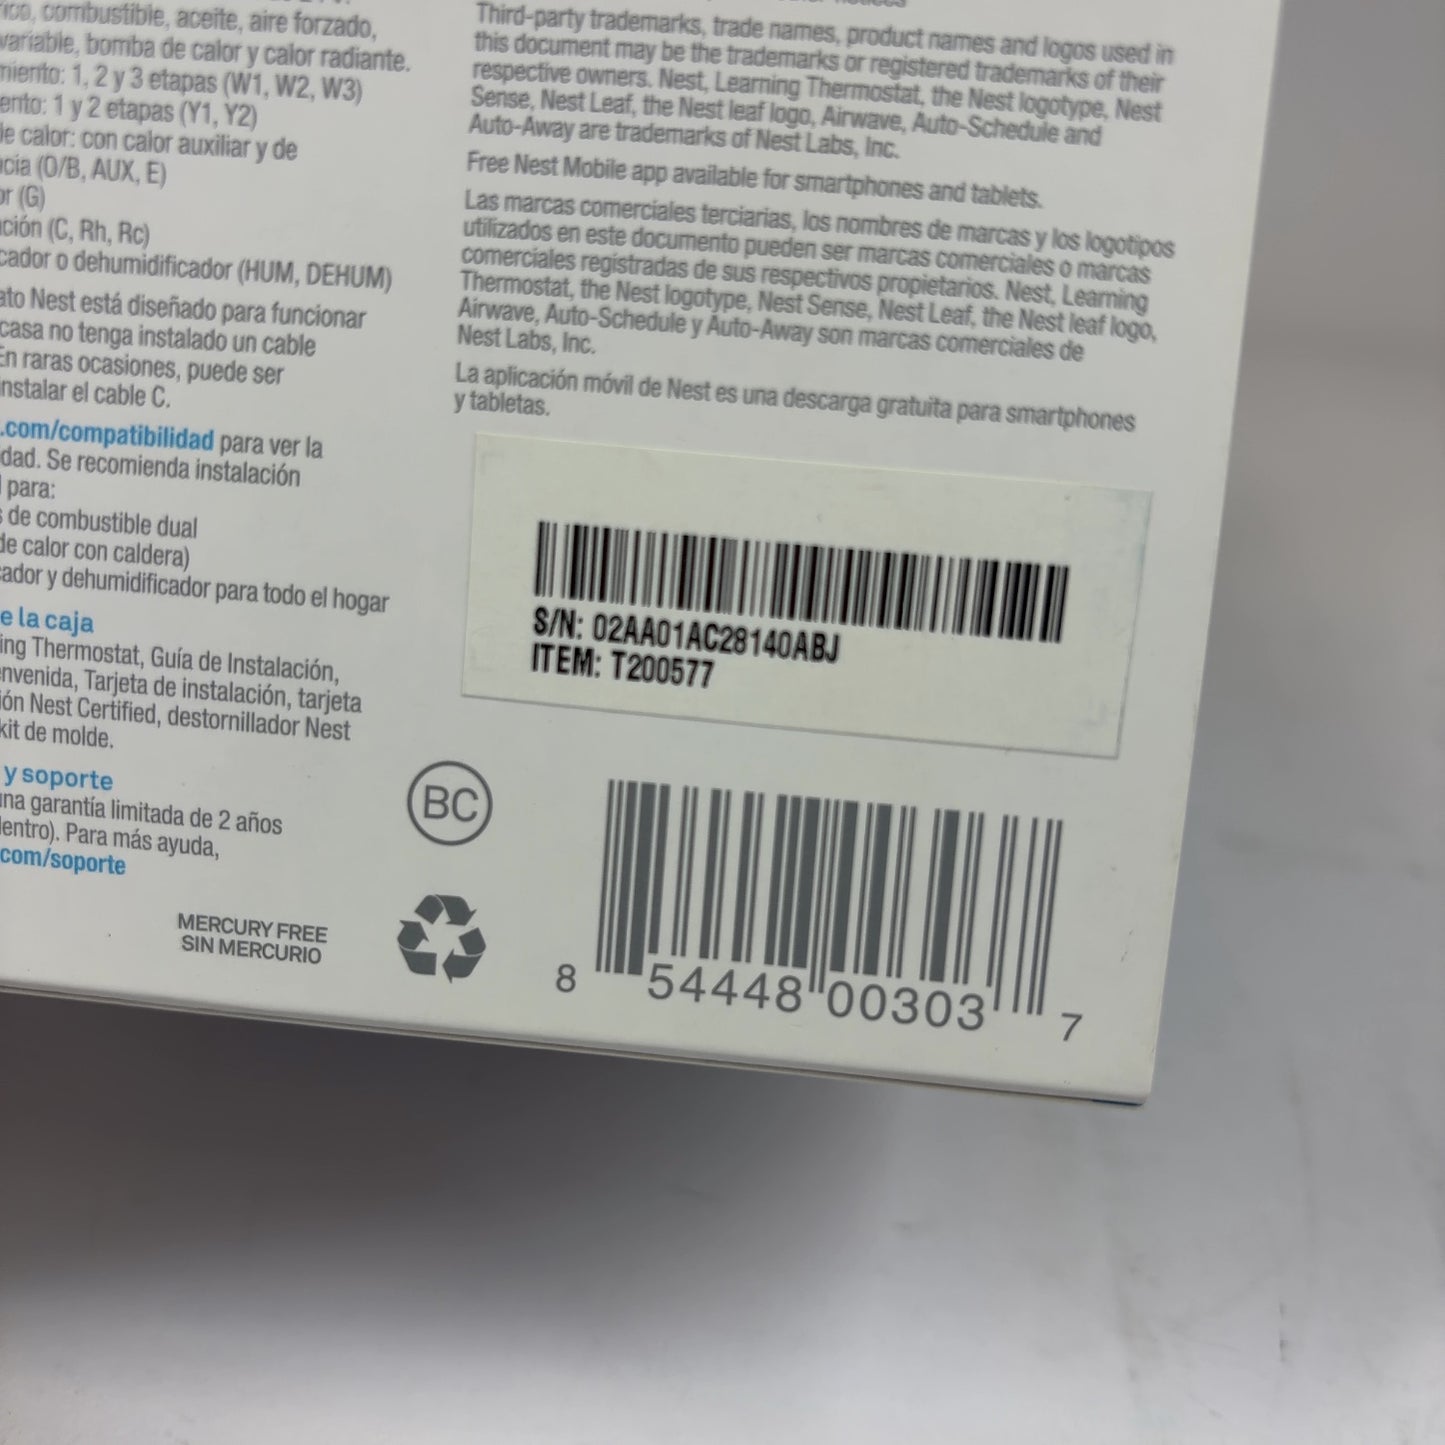 combustible, aceite, aire forzado,
variable, bomba de calor y calor radiante.
1, 2 y 3 etapas (W1, W2, W3)
1 y 2 etapas (Y1, Y2)
calor: con calor auxiliar y de
(O/B, AUX, E)
(G)
(C, Rh, Rc)
o dehumidificador (HUM, DEHUM)
Nest está diseñado para funcionar
casa no tenga instalado un cable
En raras ocasiones, puede ser
instalar el cable C.
.com/compatibilidad para ver la
dad. Se recomienda instalación
para:
de combustible dual
de calor con caldera)
ador y dehumidificador para todo el hogar
e la caja
ing Thermostat, Guía de Instalación,
nvenida, Tarjeta de instalación, tarjeta
ión Nest Certified, destornillador Nest
kit de molde.
y soporte
una garantía limitada de 2 años
dentro). Para más ayuda,
com/soporte
MERCURY FREE
SIN MERCURIO
Third-party trademarks, trade names, product names and logos used in
this document may be the trademarks or registered trademarks of their
respective owners. Nest, Learning Thermostat, the Nest logotype, Nest
Sense, Nest Leaf, the Nest leaf logo, Airwave, Auto-Schedule and
Auto-Away are trademarks of Nest Labs, Inc.
Free Nest Mobile app available for smartphones and tablets.
Las marcas comerciales terciarias, los nombres de marcas y los logotipos
utilizados en este documento pueden ser marcas comerciales o marcas
comerciales registradas de sus respectivos propietarios. Nest, Learning
Thermostat, the Nest logotype, Nest Sense, Nest Leaf, the Nest leaf logo,
Airwave, Auto-Schedule y Auto-Away son marcas comerciales de
Nest Labs, Inc.
La aplicación móvil de Nest es una descarga gratuita para smartphones
y tabletas.
S/N: 02AA01AC28140ABJ
ITEM: T200577
BC
8 54448 00303 7